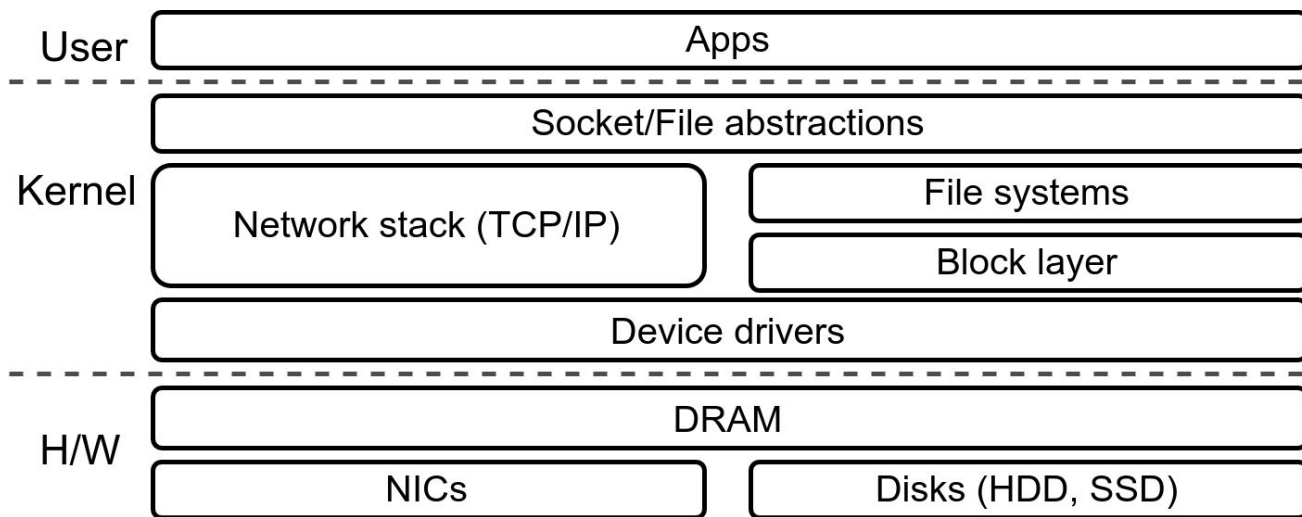 User
Apps
Socket/File abstractions
Kernel
Network stack (TCP/IP)
File systems
Block layer
Device drivers
H/W
DRAM
NICs
Disks (HDD, SSD)